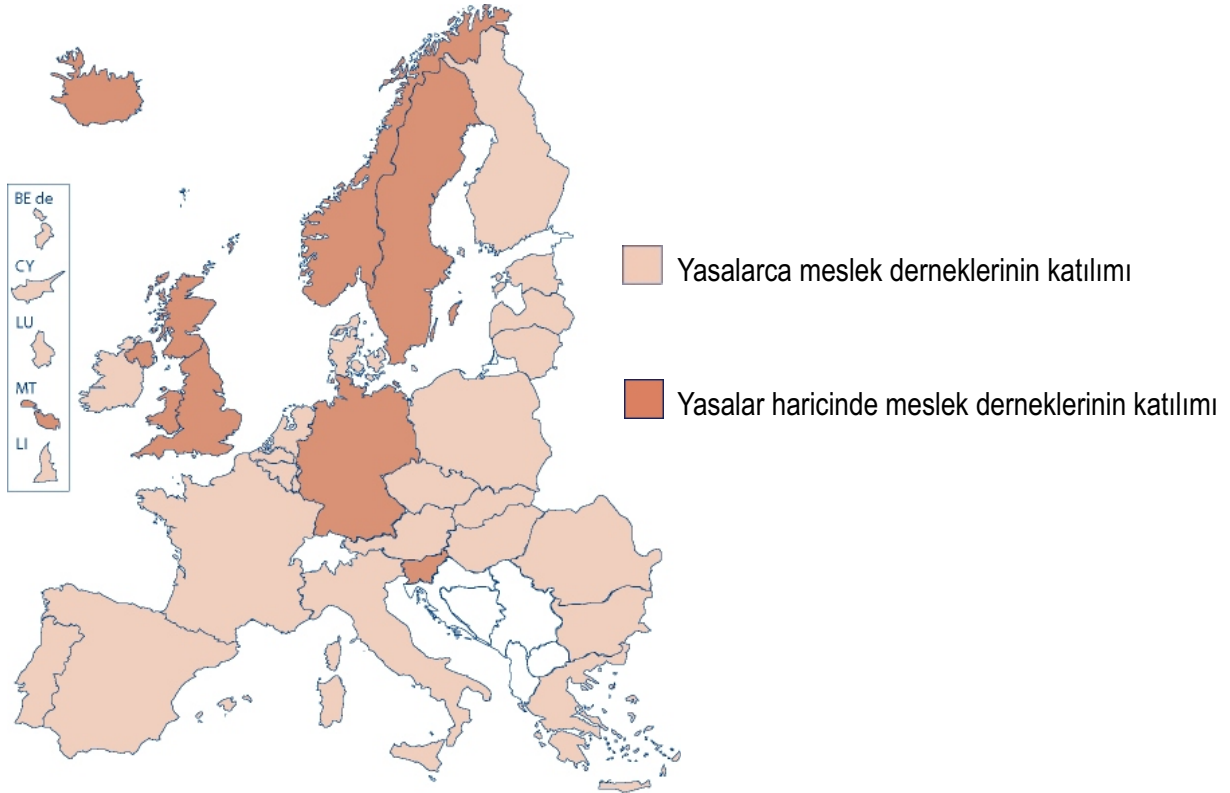 BE de
CY
LU
MT
LI
Yasalarca meslek derneklerinin katılımı
Yasalar haricinde meslek derneklerinin katılımı